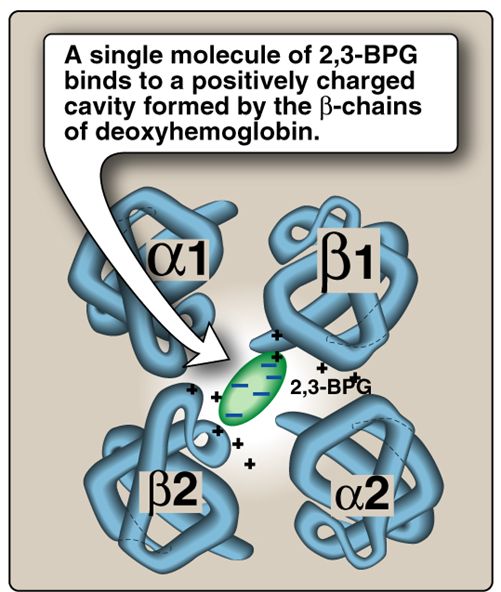 A single molecule of 2,3-BPG
binds to a positively charged
cavity formed by the β-chains
of deoxyhemoglobin.
α1
β1
+
+
2,3-BPG
+
+
+
+
+
+
+
β2
α2